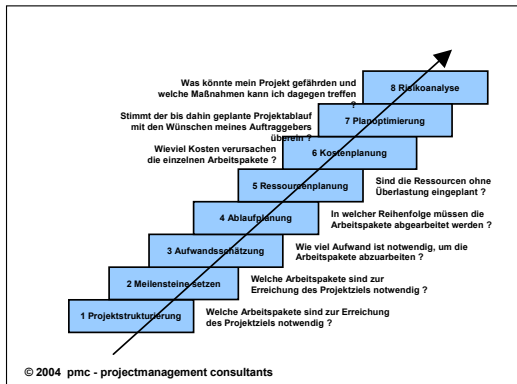 Was könnte mein Projekt gefährden und
welche Maßnahmen kann ich dagegen treffen
?
8 Risikoanalyse
Stimmt der bis dahin geplante Projektablauf
mit den Wünschen meines Auftraggebers
überein ?
7 Planoptimierung
Wieviel Kosten verursachen
die einzelnen Arbeitspakete ?
6 Kostenplanung
5 Ressourcenplanung
Sind die Ressourcen ohne
Überlastung eingeplant ?
4 Ablaufplanung
In welcher Reihenfolge müssen die
Arbeitspakete abgearbeitet werden ?
3 Aufwandsschätzung
Wie viel Aufwand ist notwendig, um die
Arbeitspakete abzuarbeiten ?
2 Meilensteine setzen
Welche Arbeitspakete sind zur
Erreichung des Projektziels notwendig ?
1 Projektstrukturierung
Welche Arbeitspakete sind zur Erreichung
des Projektziels notwendig ?
© 2004 pmc - projectmanagement consultants